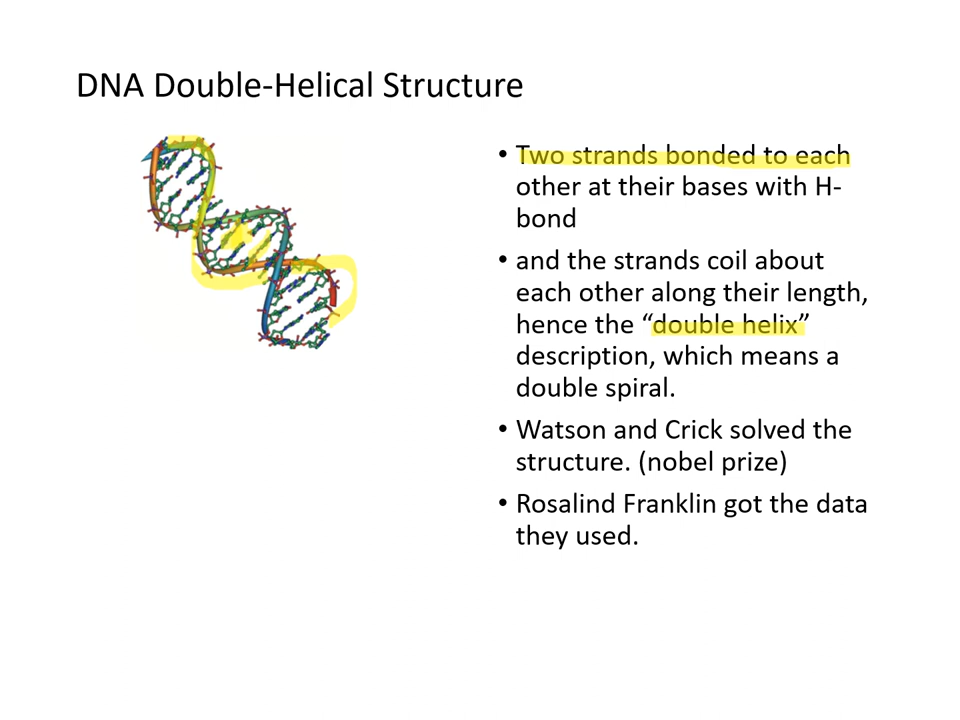 DNA Double-Helical Structure
• Two strands bonded to each
other at their bases with H-
bond
• and the strands coil about
each other along their length,
hence the “double helix”
description, which means a
double spiral.
• Watson and Crick solved the
structure. (nobel prize)
• Rosalind Franklin got the data
they used.